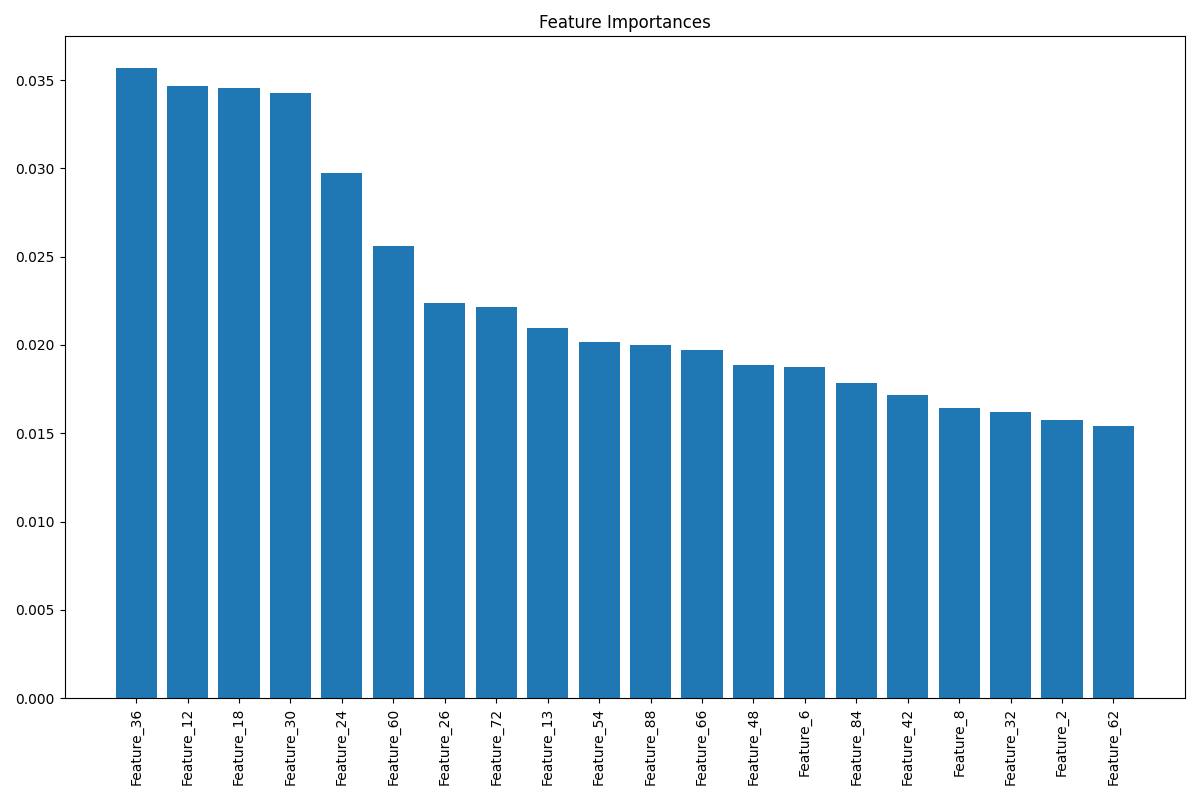 Feature Importances
0.035
0.030
0.025
0.020
0.015
0.010
0.005
0.000
Feature_36
Feature_12
Feature_18
Feature_30
Feature_24
Feature_60
Feature_26
Feature_72
Feature_13
Feature_54
Feature_88
Feature_66
Feature_48
Feature_6
Feature_84
Feature_42
Feature_8
Feature_32
Feature_2
Feature_62